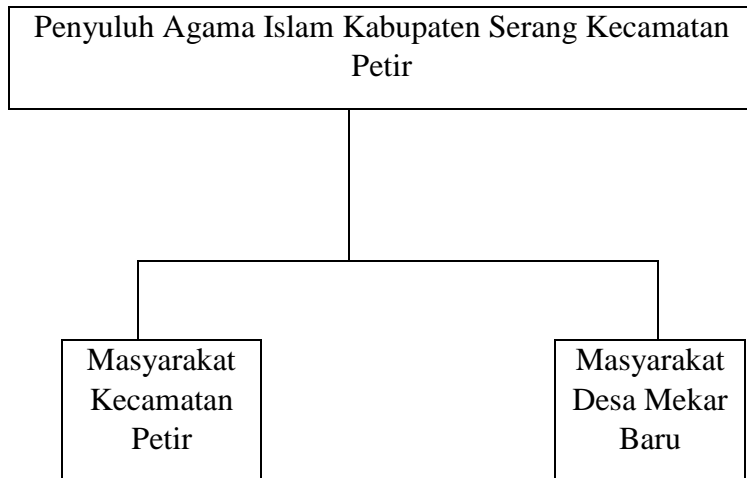 Penyuluh Agama Islam Kabupaten Serang Kecamatan
Petir
Masyarakat
Kecamatan
Petir
Masyarakat
Desa Mekar
Baru